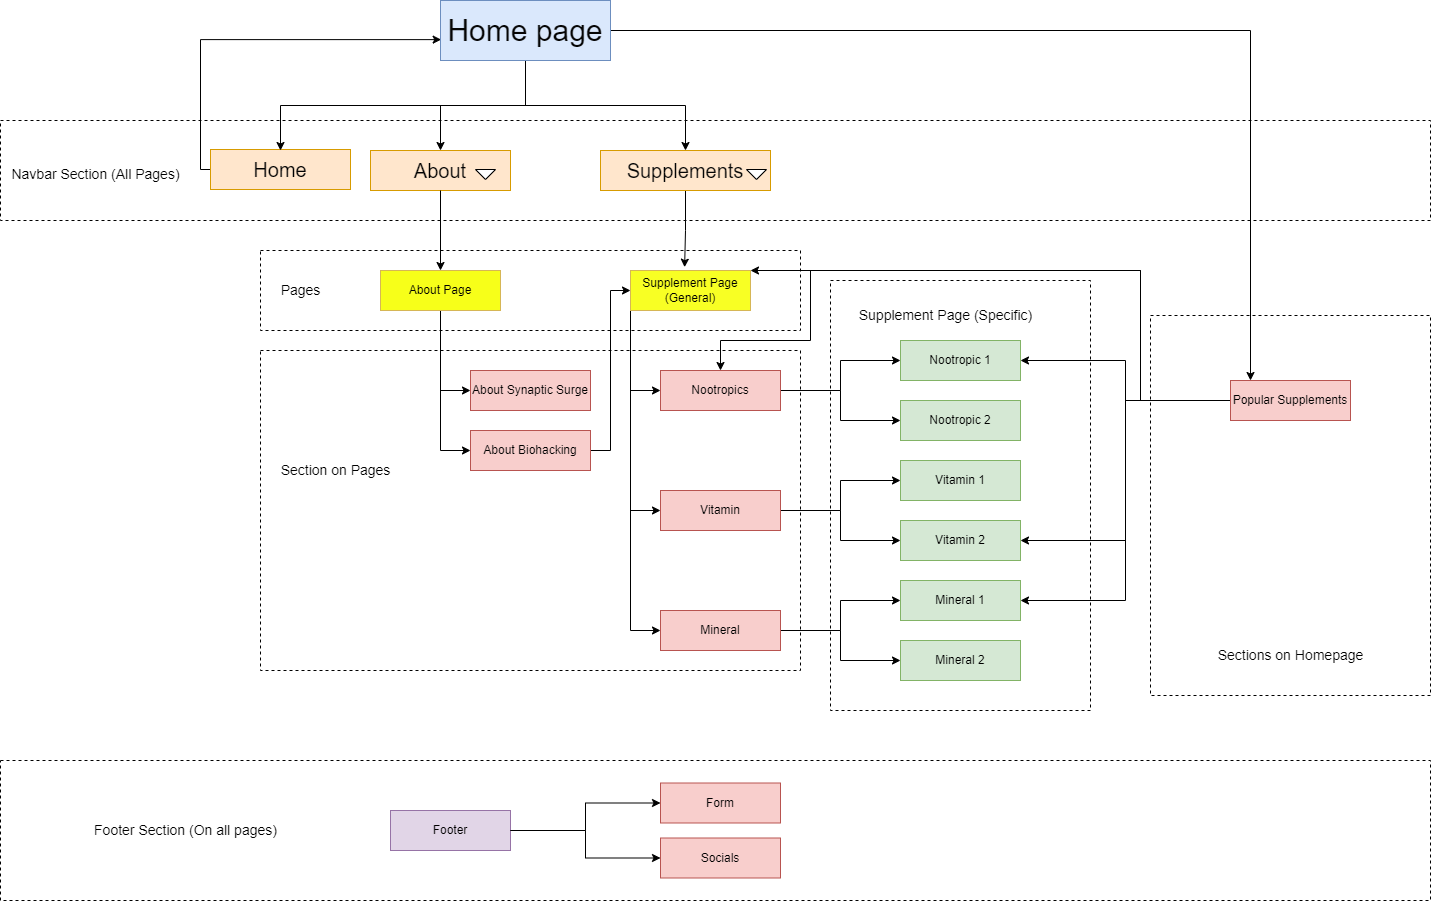 Home page
Navbar Section (All Pages)
Home
About
Supplements
Pages
About Page
Supplement Page
(General)
Supplement Page (Specific)
Section on Pages
About Synaptic Surge
About Biohacking
Nootropics
Vitamin
Mineral
Nootropic 1
Nootropic 2
Vitamin 1
Vitamin 2
Mineral 1
Mineral 2
Popular Supplements
Sections on Homepage
Footer Section (On all pages)
Footer
Form
Socials